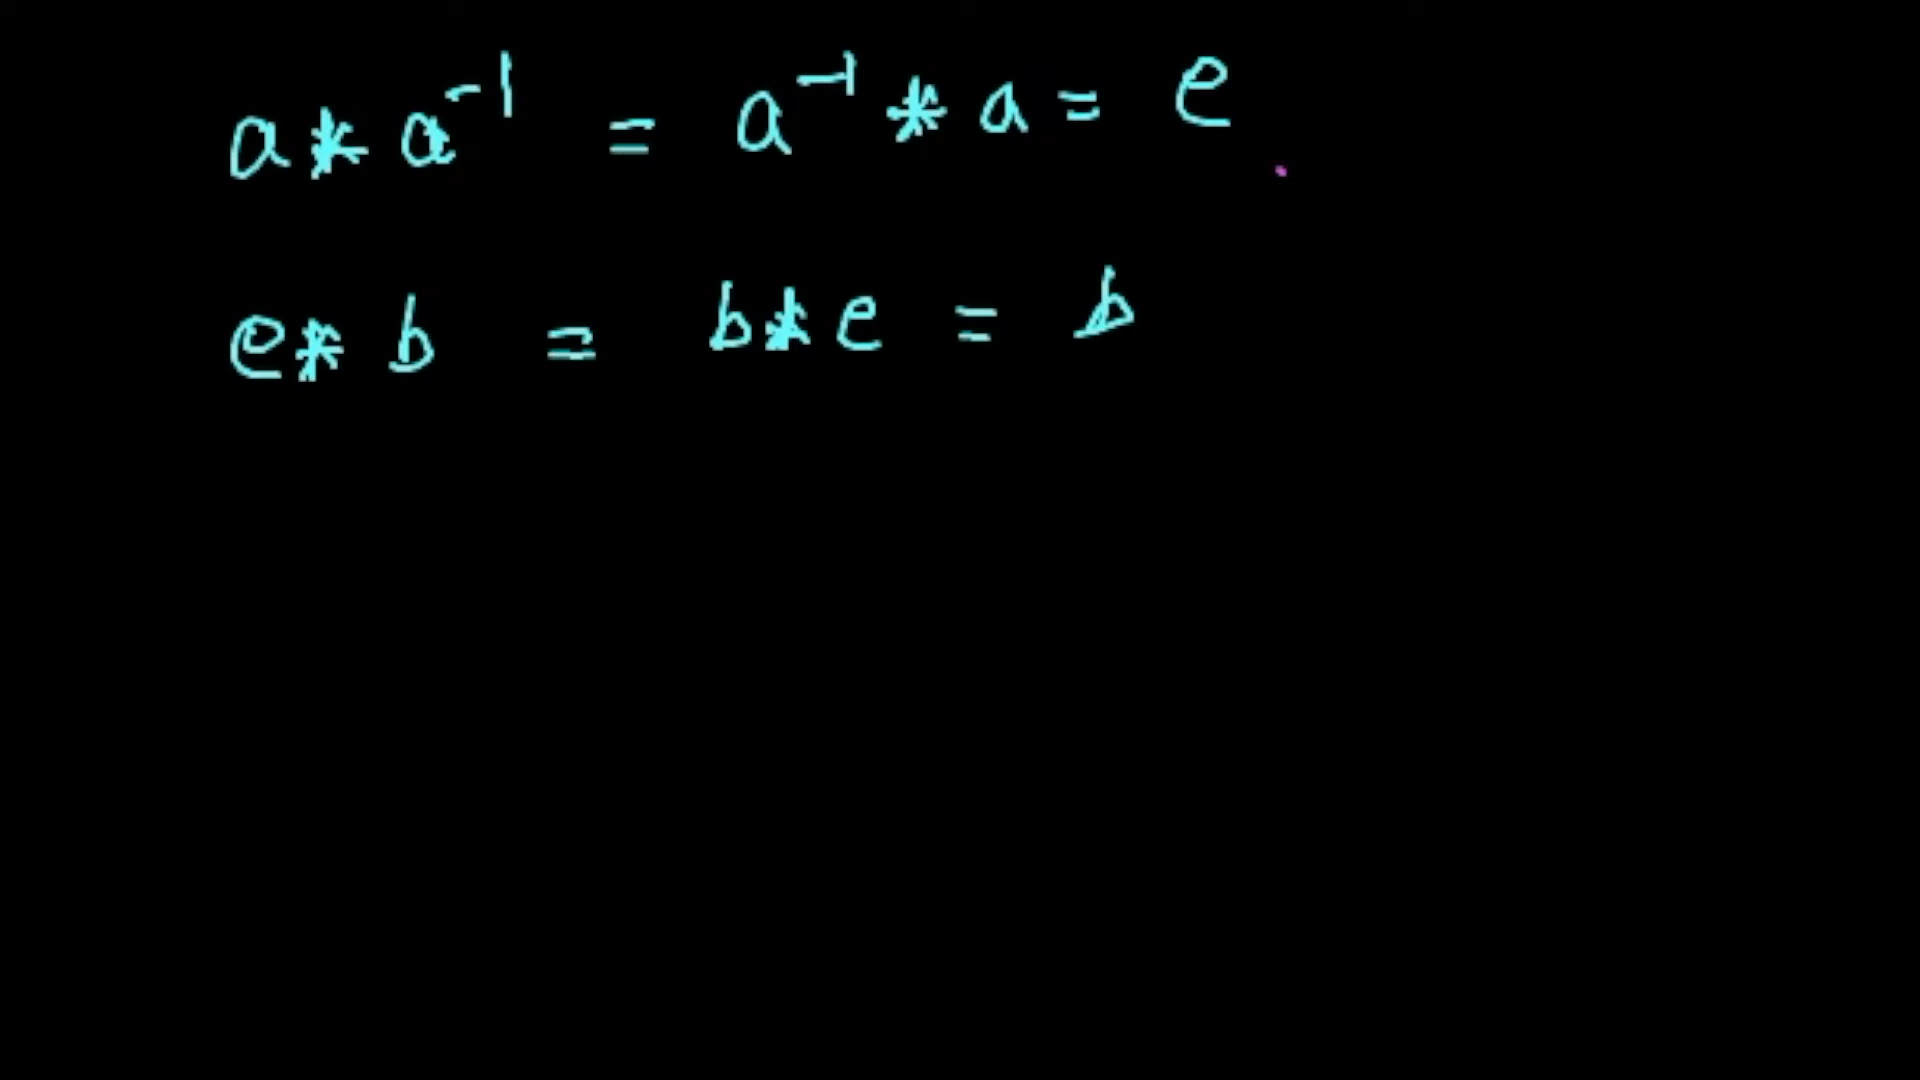 a * a⁻¹ = a⁻¹ * a = e
e * b = b * e = b